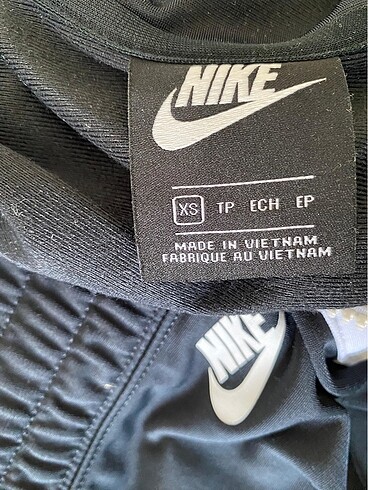 NIKE
XS TP ECH EP
MADE IN VIETNAM
FABRIQUE AU VIETNAM
NIKE